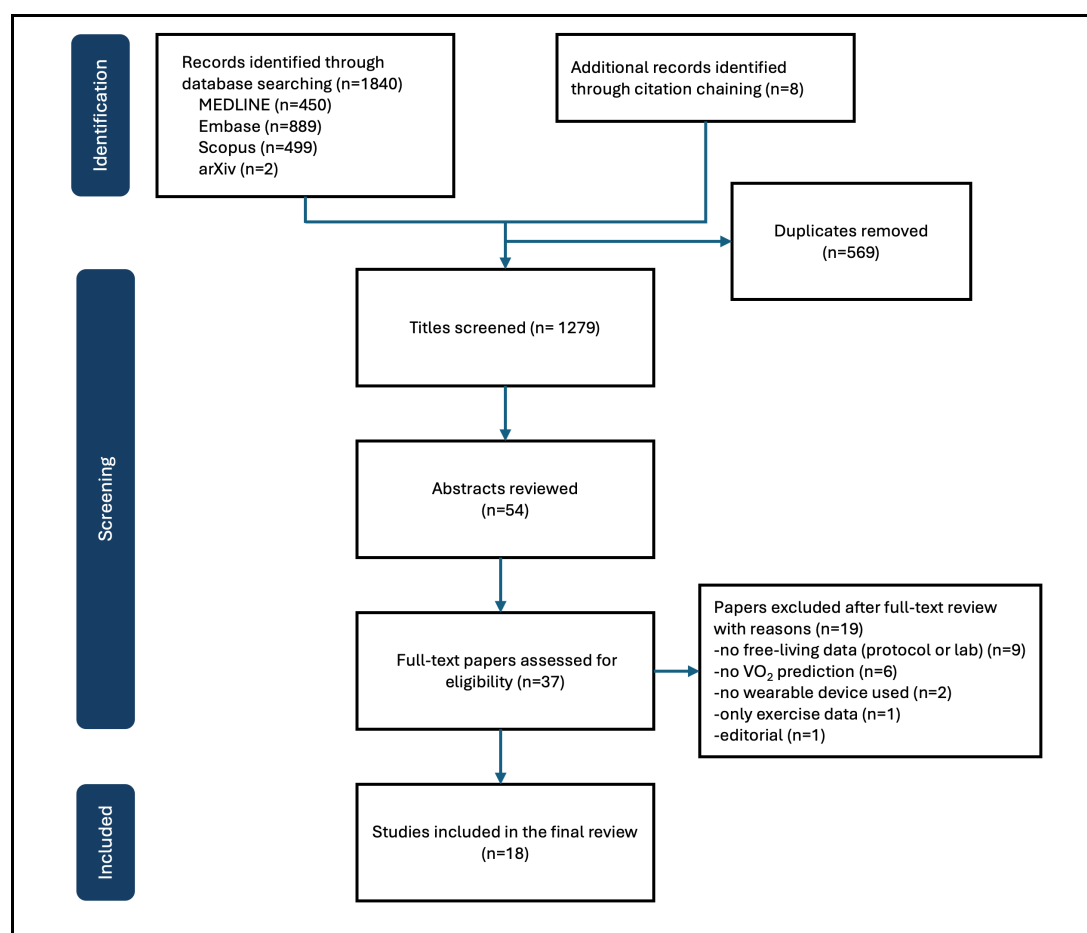 Identification
Records identified through
database searching (n=1840)
MEDLINE (n=450)
Embase (n=889)
Scopus (n=499)
arXiv (n=2)
Additional records identified
through citation chaining (n=8)
Duplicates removed
(n=569)
Screening
Titles screened (n= 1279)
Abstracts reviewed
(n=54)
Full-text papers assessed for
eligibility (n=37)
Papers excluded after full-text review
with reasons (n=19)
-no free-living data (protocol or lab) (n=9)
-no VO₂ prediction (n=6)
-no wearable device used (n=2)
-only exercise data (n=1)
-editorial (n=1)
Included
Studies included in the final review
(n=18)